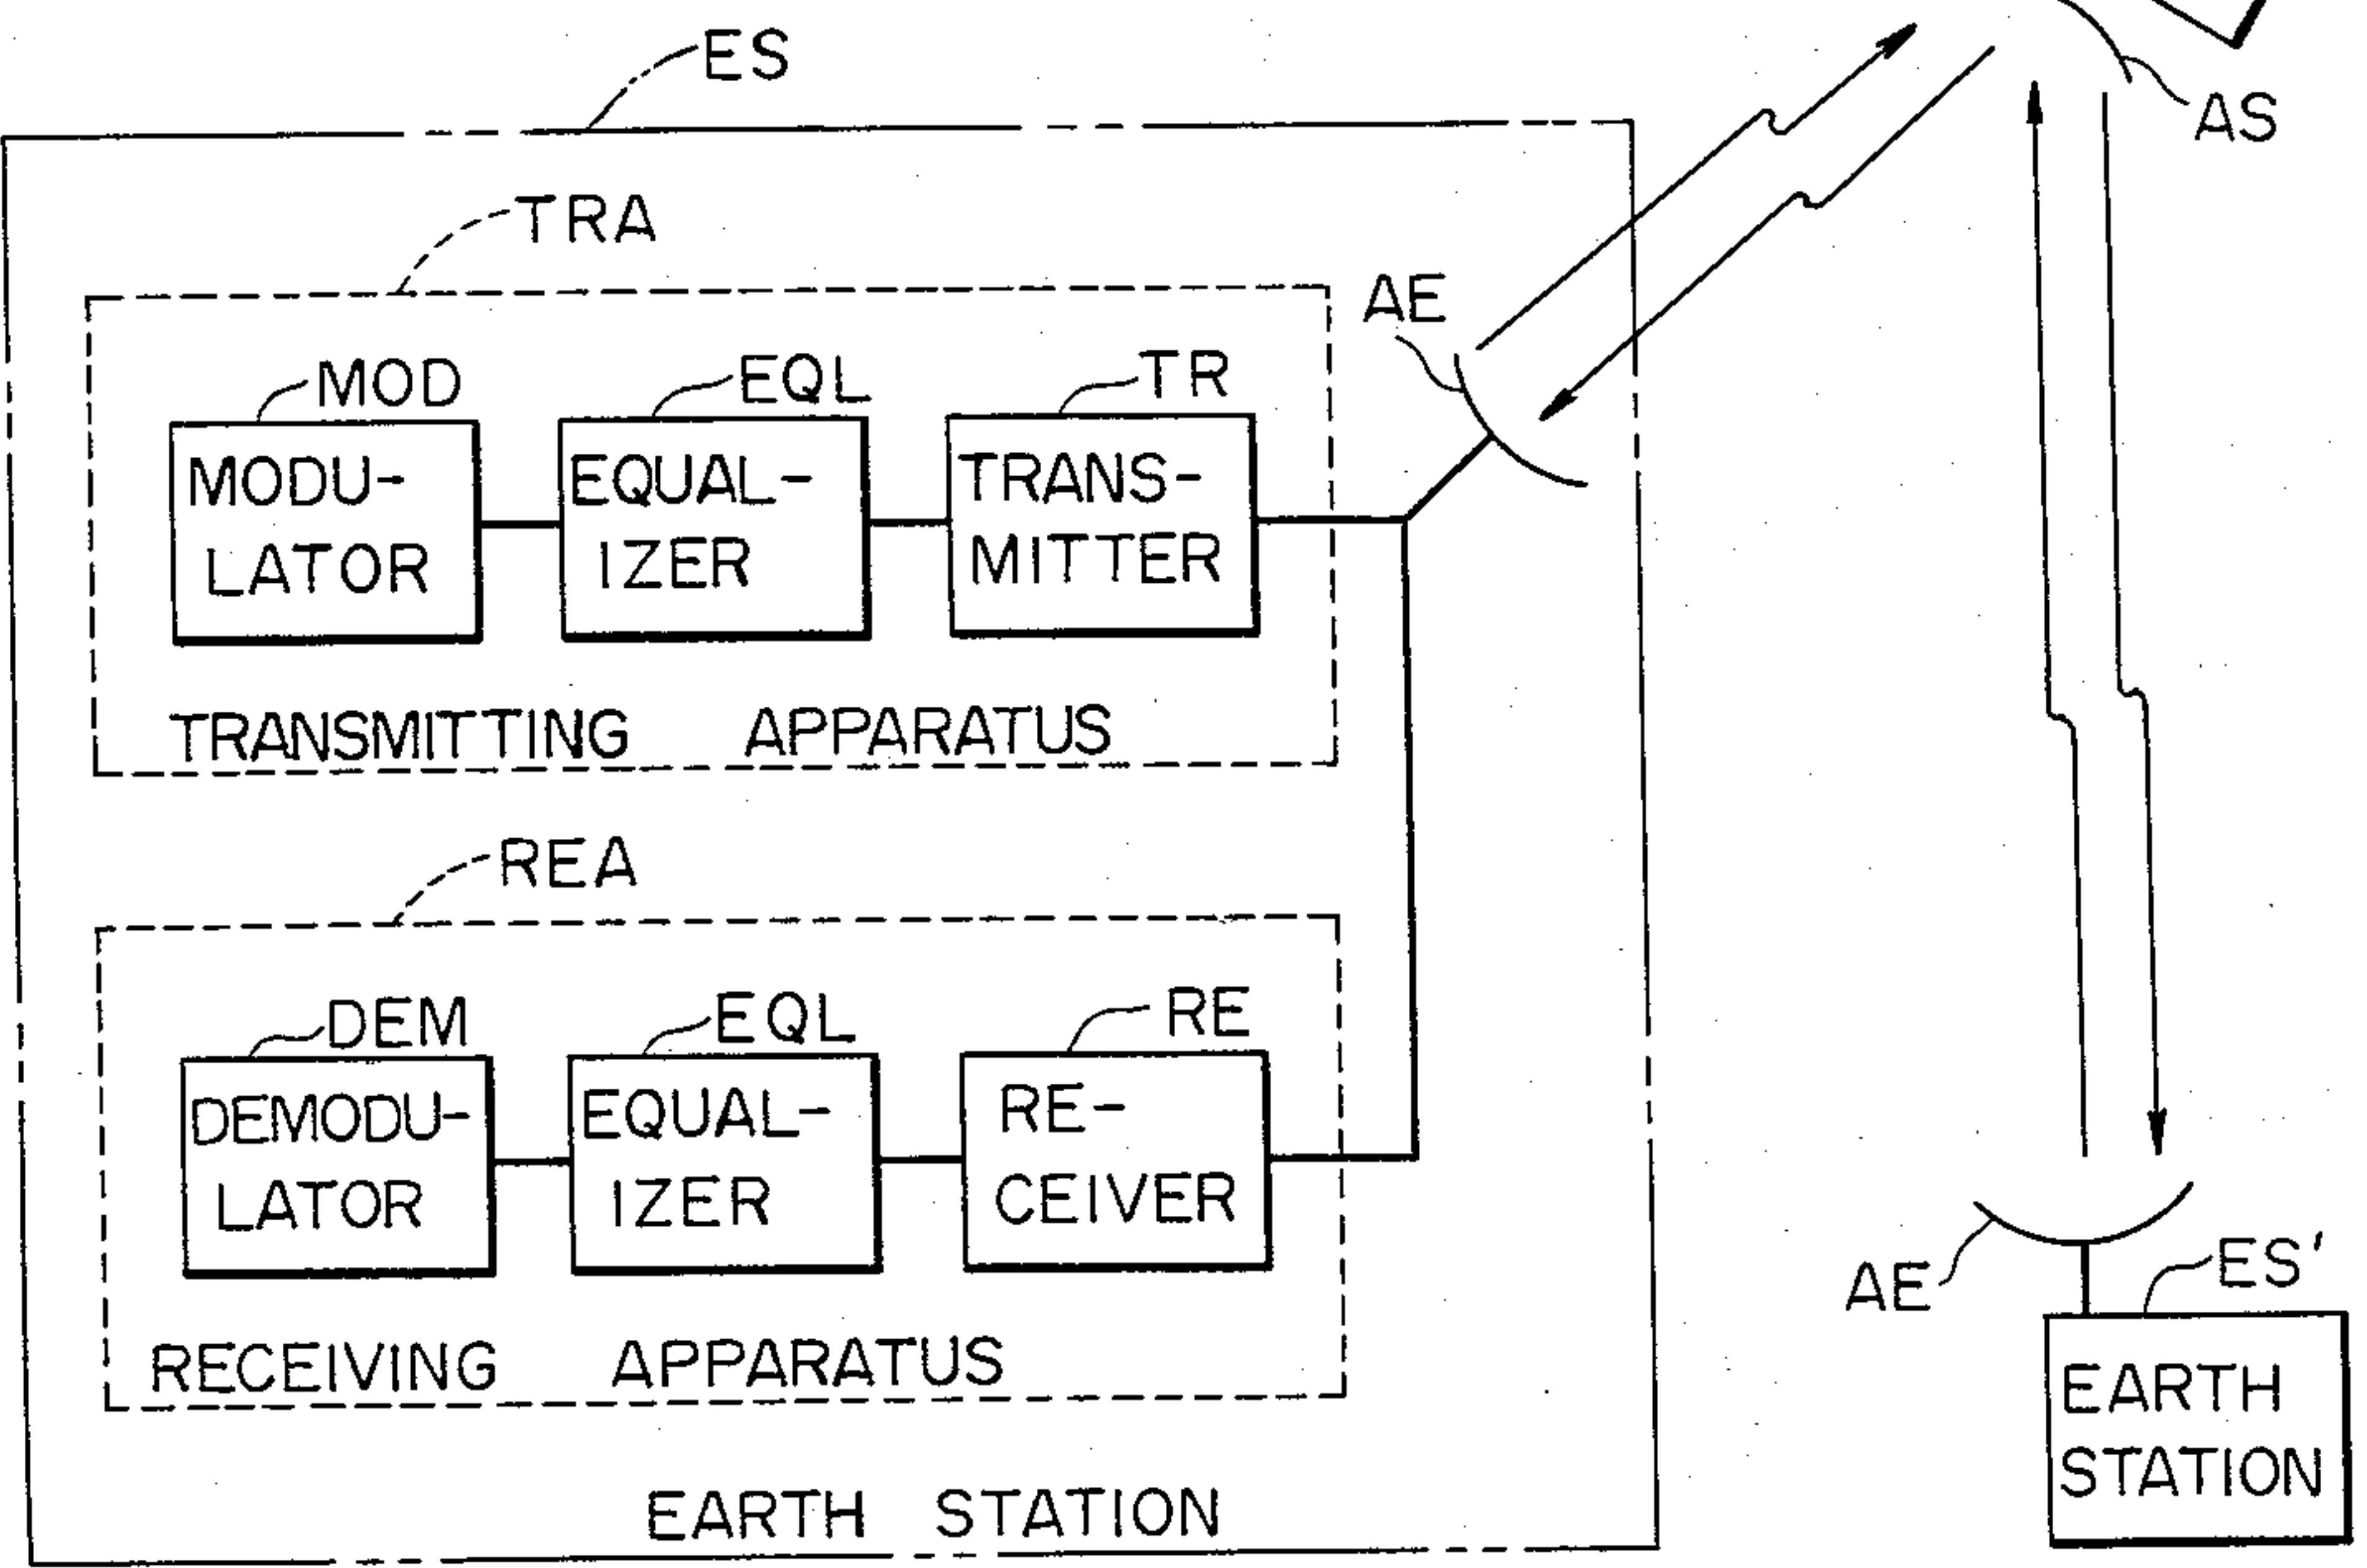 ES
AS
TRA
AE
MOD
EQL
TR
MODU-
LATOR
EQUAL-
IZER
TRANS-
MITTER
TRANSMITTING APPARATUS
REA
DEM
EQL
RE
DEMODU-
LATOR
EQUAL-
IZER
RE-
CEIVER
RECEIVING APPARATUS
EARTH STATION
AE
ES'
EARTH
STATION